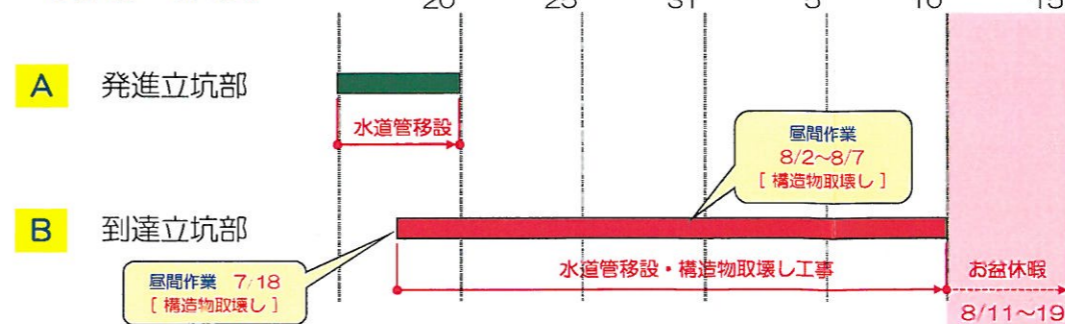 20 25 31 5 10 15
A 発進立坑部
水道管移設
昼間作業
8/2~8/7
[ 構造物取壊し ]
B 到達立坑部
昼間作業 7/18
[ 構造物取壊し ]
水道管移設・構造物取壊し工事
お盆休暇
8/11~19